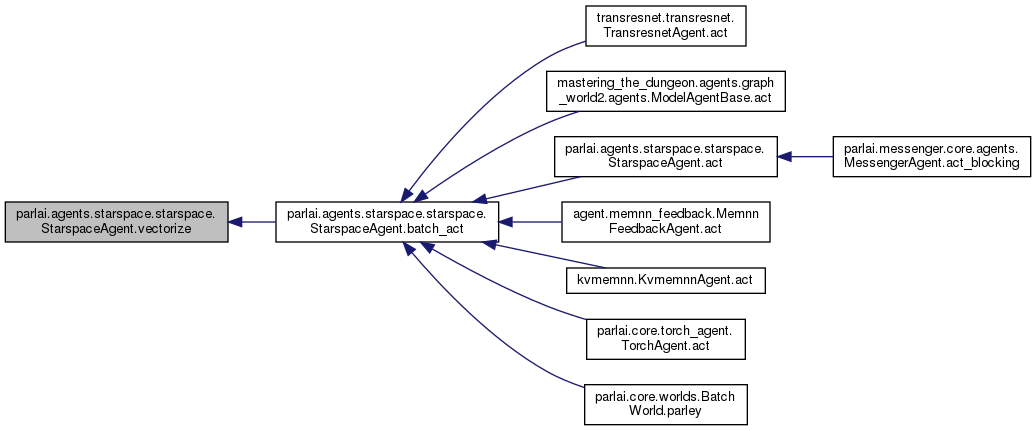 transresnet.transresnet.
TransresnetAgent.act
mastering_the_dungeon.agents.graph
_world2.agents.ModelAgentBase.act
parlai.agents.starspace.starspace.
StarspaceAgent.act
parlai.messenger.core.agents.
MessengerAgent.act_blocking
parlai.agents.starspace.starspace.
StarspaceAgent.vectorize
parlai.agents.starspace.starspace.
StarspaceAgent.batch_act
agent.memnn_feedback.Memnn
FeedbackAgent.act
kvmemnn.KvmemnnAgent.act
parlai.core.torch_agent.
TorchAgent.act
parlai.core.worlds.Batch
World.parley